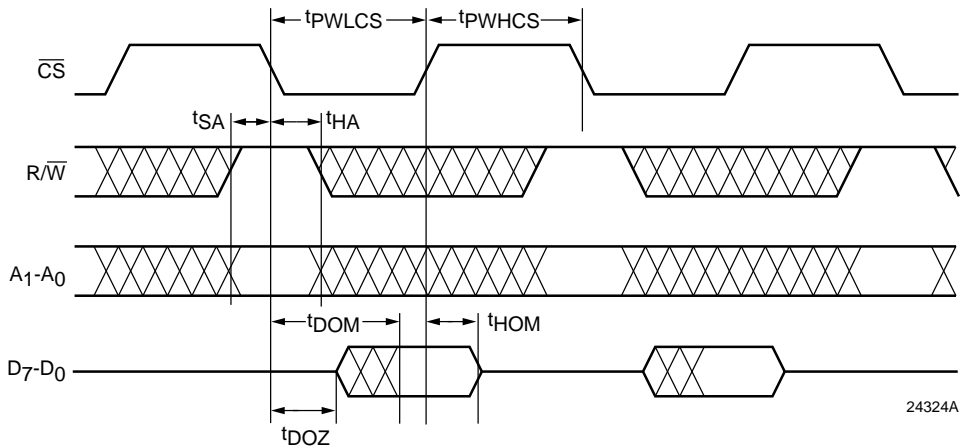 tPWLCS tPWHCS
CS
tSA tHA
R/W
A1-A0
tDOM tHOM
D7-D0
24324A
tDOZ